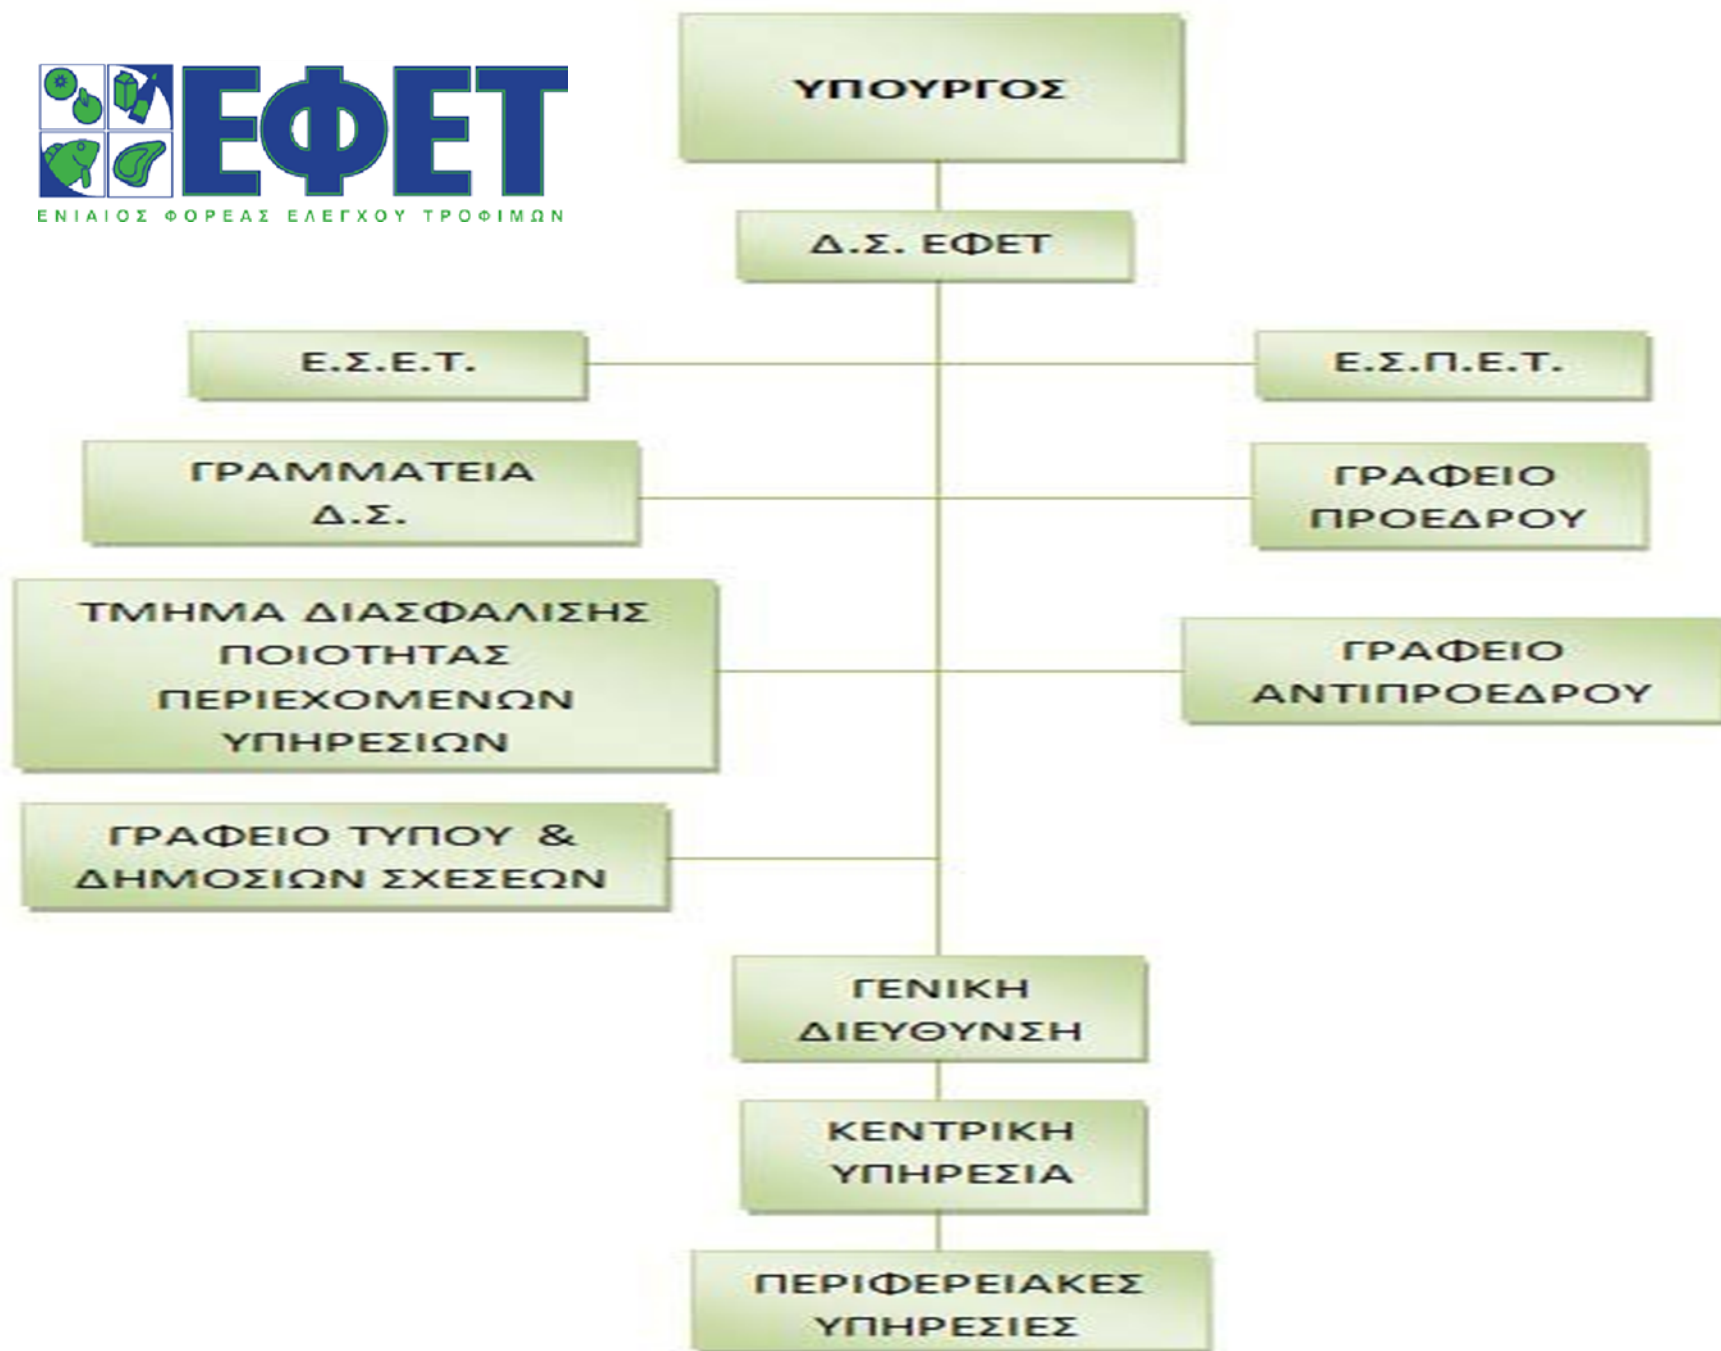 ΕΦΕΤ
ΕΝΙΑΙΟΣ ΦΟΡΕΑΣ ΕΛΕΓΧΟΥ ΤΡΟΦΙΜΩΝ
ΥΠΟΥΡΓΟΣ
Δ.Σ. ΕΦΕΤ
Ε.Σ.Ε.Τ.
Ε.Σ.Π.Ε.Τ.
ΓΡΑΜΜΑΤΕΙΑ
Δ.Σ.
ΓΡΑΦΕΙΟ
ΠΡΟΕΔΡΟΥ
ΤΜΗΜΑ ΔΙΑΣΦΑΛΙΣΗΣ
ΠΟΙΟΤΗΤΑΣ
ΠΕΡΙΕΧΟΜΕΝΩΝ
ΥΠΗΡΕΣΙΩΝ
ΓΡΑΦΕΙΟ
ΑΝΤΙΠΡΟΕΔΡΟΥ
ΓΡΑΦΕΙΟ ΤΥΠΟΥ &
ΔΗΜΟΣΙΩΝ ΣΧΕΣΕΩΝ
ΓΕΝΙΚΗ
ΔΙΕΥΘΥΝΣΗ
ΚΕΝΤΡΙΚΗ
ΥΠΗΡΕΣΙΑ
ΠΕΡΙΦΕΡΕΙΑΚΕΣ
ΥΠΗΡΕΣΙΕΣ